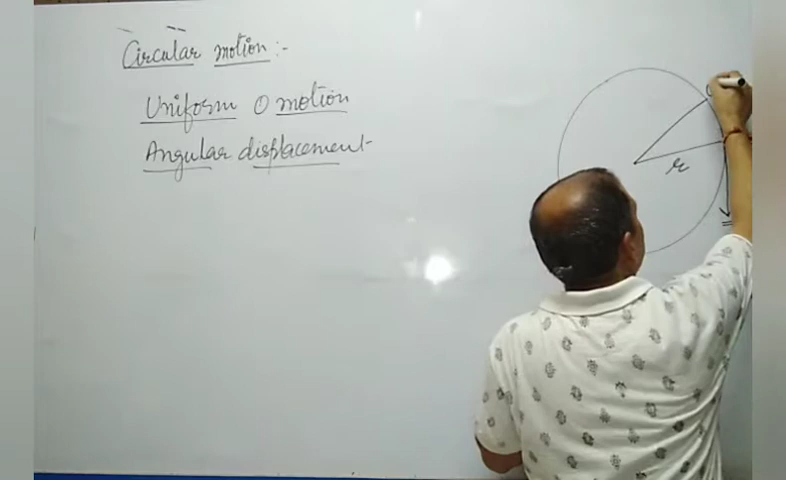 Circular motion :-
Uniform O motion
Angular displacement
r